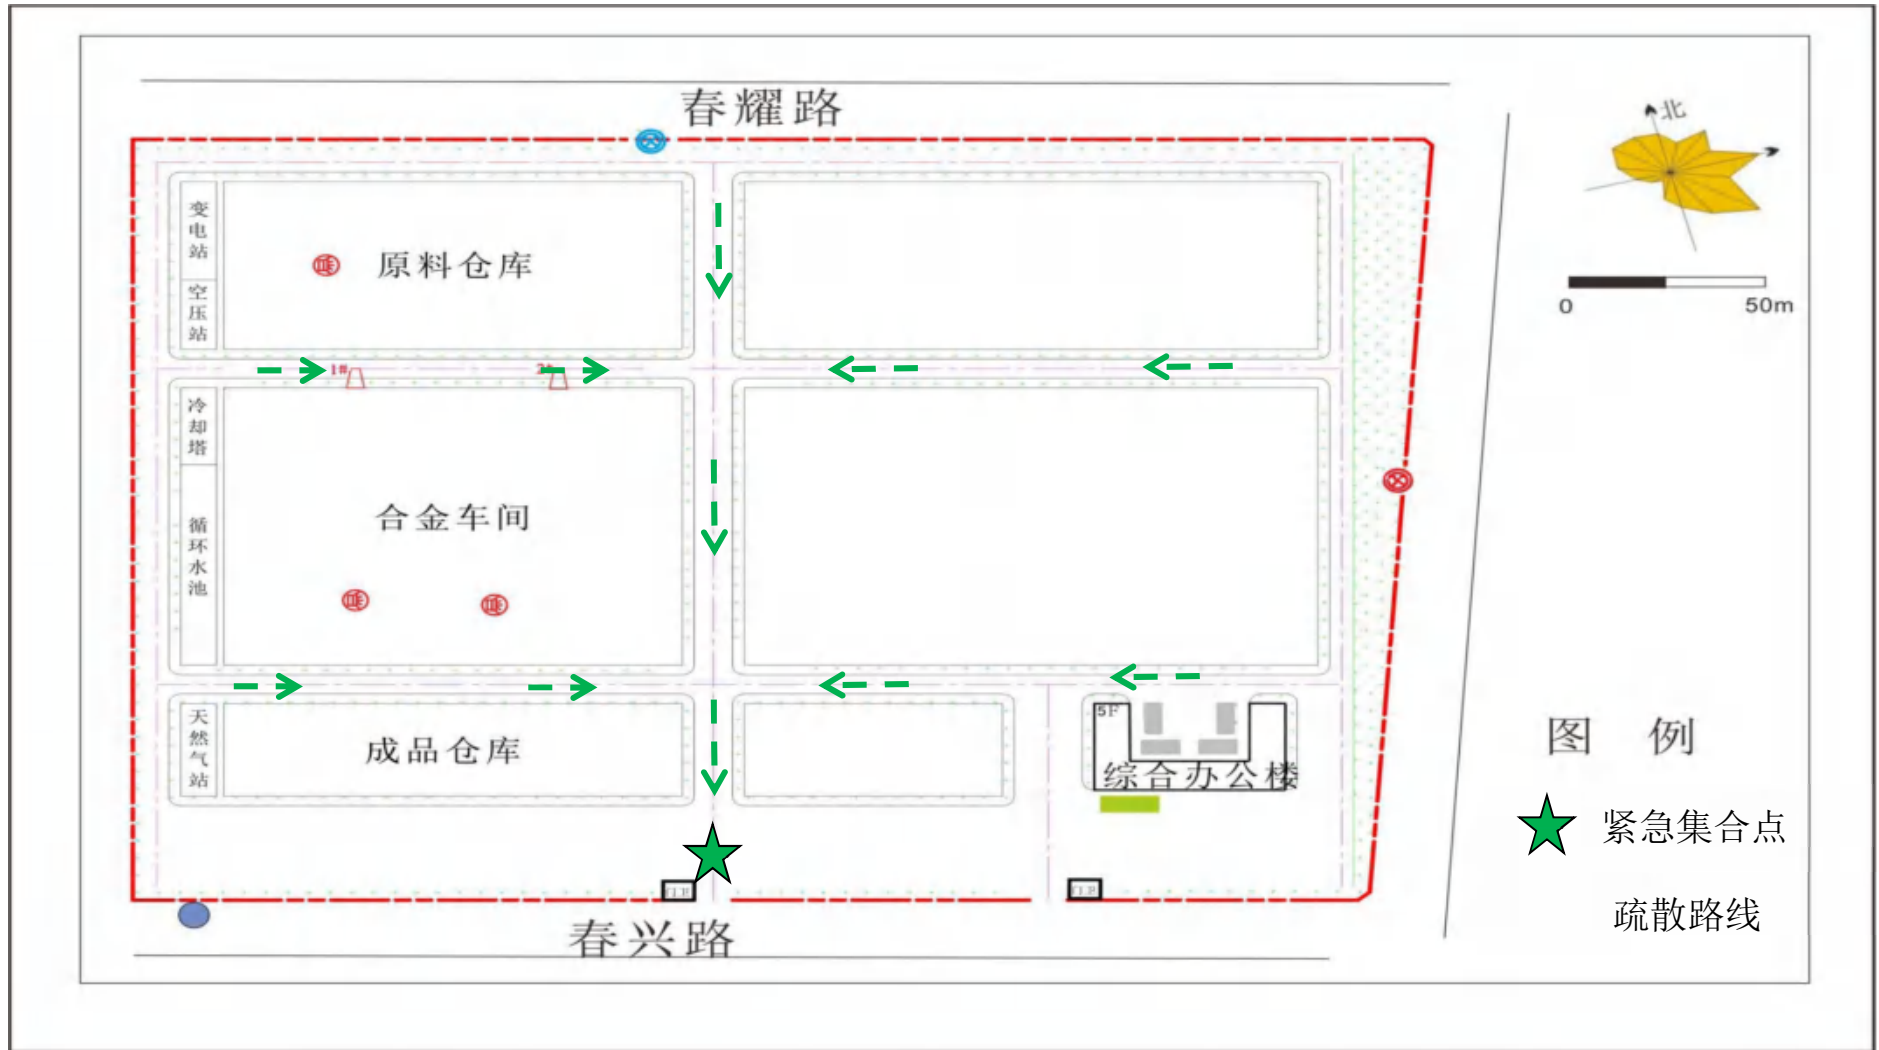 春耀路
北
变电站
原料仓库
空压站
0
50m
1#
2#
冷却塔
合金车间
循环水池
天然气站
成品仓库
5F
综合办公楼
图 例
紧急集合点
疏散路线
春兴路